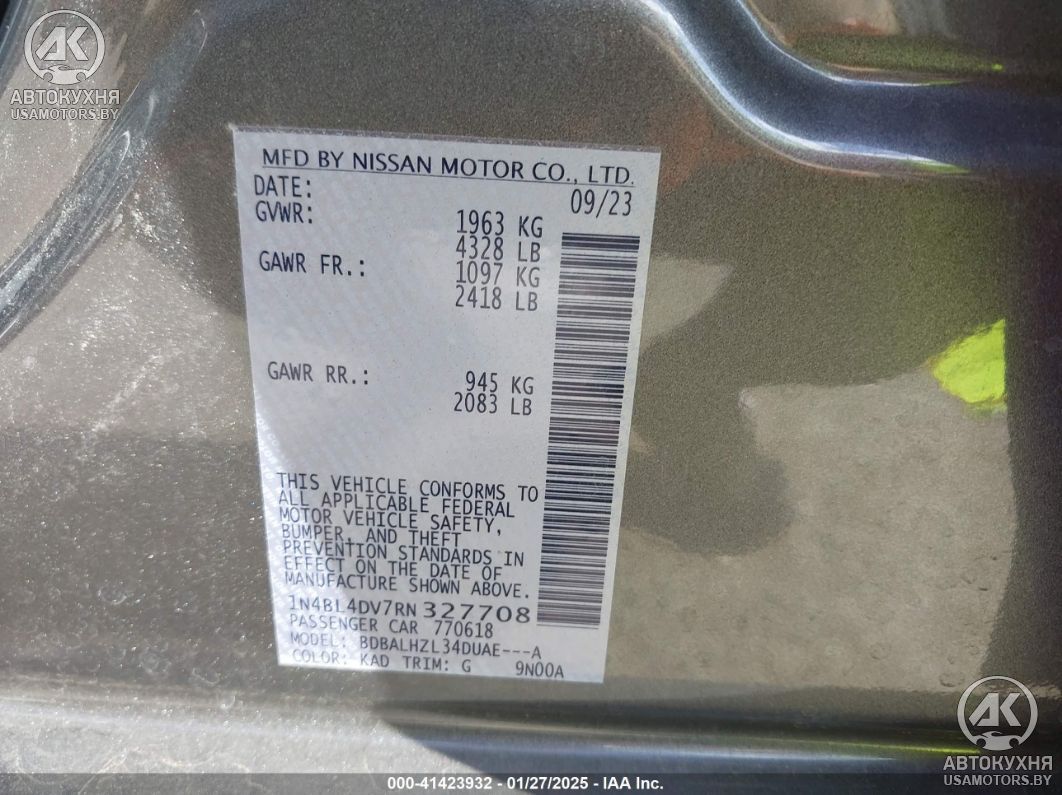 AK
АВТОКУХНЯ
USAMOTORS.BY
MFD BY NISSAN MOTOR CO., LTD.
DATE: 09/23
GVWR: 1963 KG
4328 LB
GAWR FR.: 1097 KG
2418 LB
GAWR RR.: 945 KG
2083 LB
THIS VEHICLE CONFORMS TO
ALL APPLICABLE FEDERAL
MOTOR VEHICLE SAFETY,
BUMPER, AND THEFT
PREVENTION STANDARDS IN
EFFECT ON THE DATE OF
MANUFACTURE SHOWN ABOVE.
1N4BL4DV7RN327708
PASSENGER CAR 770618
MODEL: BDBALHZL34DUAE---A
COLOR: KAD TRIM: G 9N00A
AK
АВТОКУХНЯ
USAMOTORS.BY
000-41423932 - 01/27/2025 - IAA Inc.